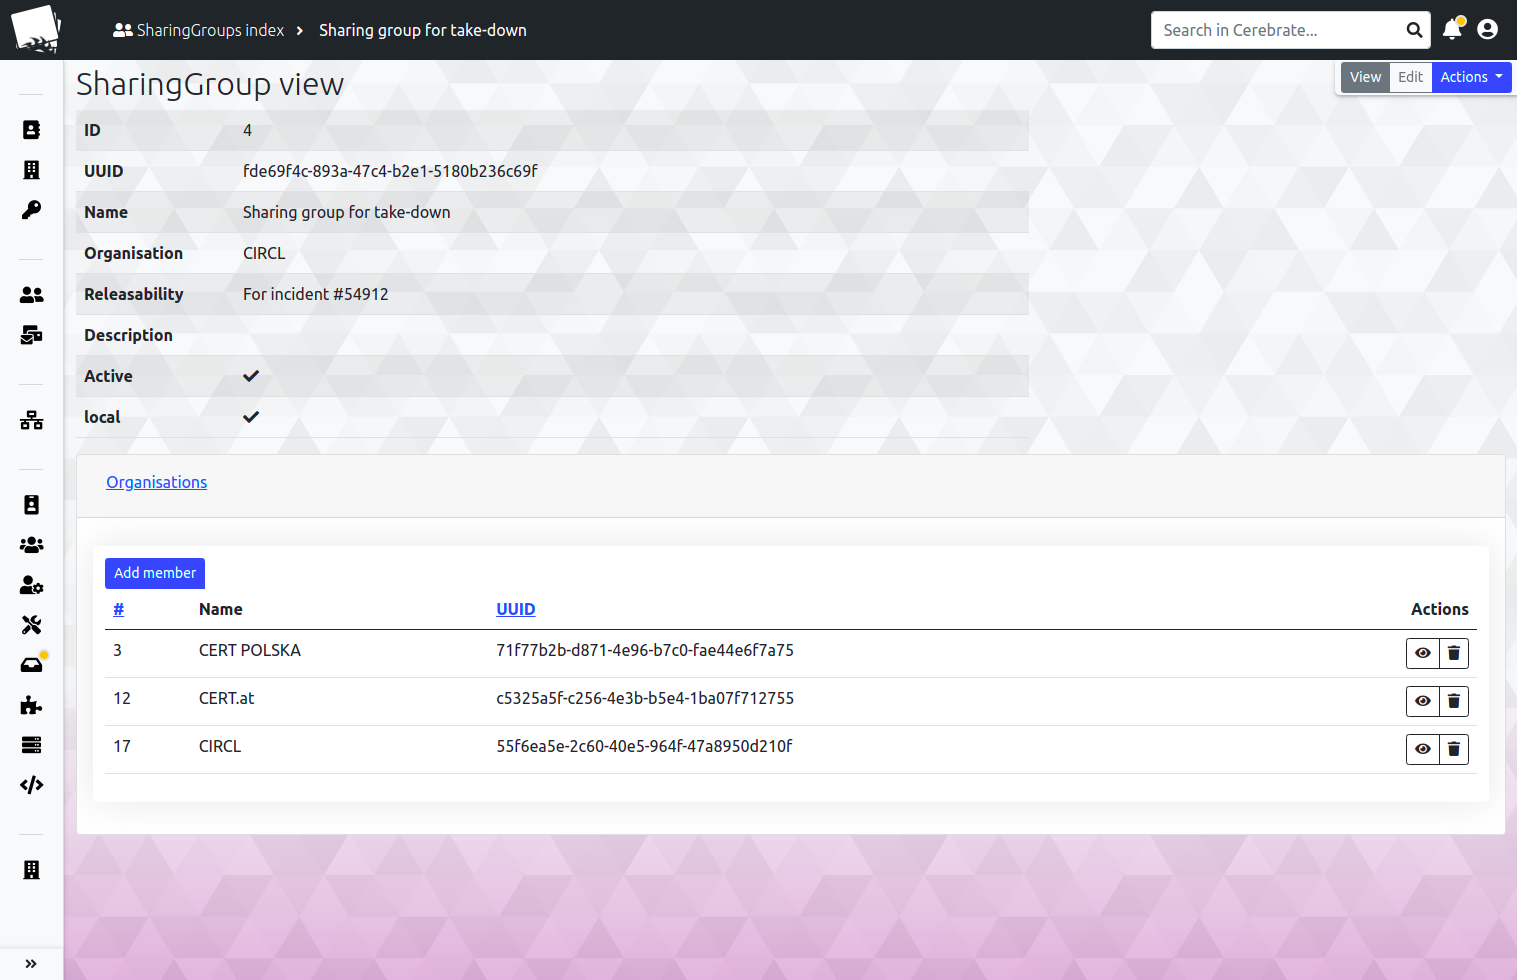 SharingGroups index Sharing group for take-down
Search in Cerebrate...
SharingGroup view
View Edit Actions
ID 4
UUID fde69f4c-893a-47c4-b2e1-5180b236c69f
Name Sharing group for take-down
Organisation CIRCL
Releasability For incident #54912
Description
Active
local
Organisations
Add member
# Name UUID Actions
3 CERT POLSKA 71f77b2b-d871-4e96-b7c0-fae44e6f7a75
12 CERT.at c5325a5f-c256-4e3b-b5e4-1ba07f712755
17 CIRCL 55f6ea5e-2c60-40e5-964f-47a8950d210f